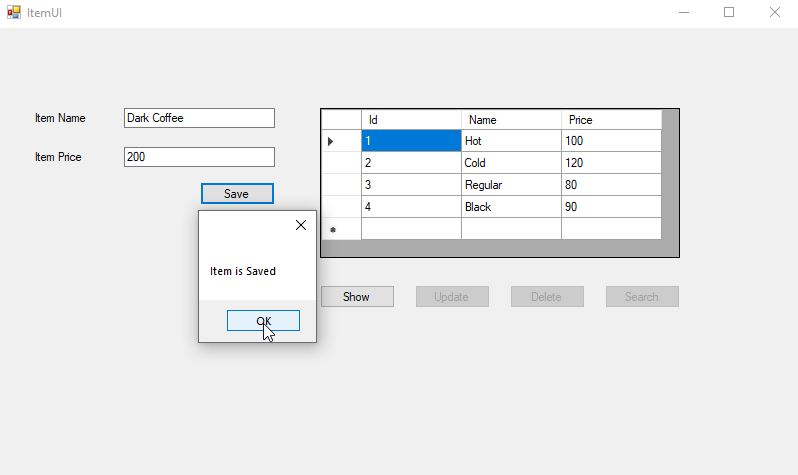 ItemUI
Item Name Dark Coffee
Item Price 200
Save
Id Name Price
1 Hot 100
2 Cold 120
3 Regular 80
4 Black 90
Item is Saved
OK
Show Update Delete Search